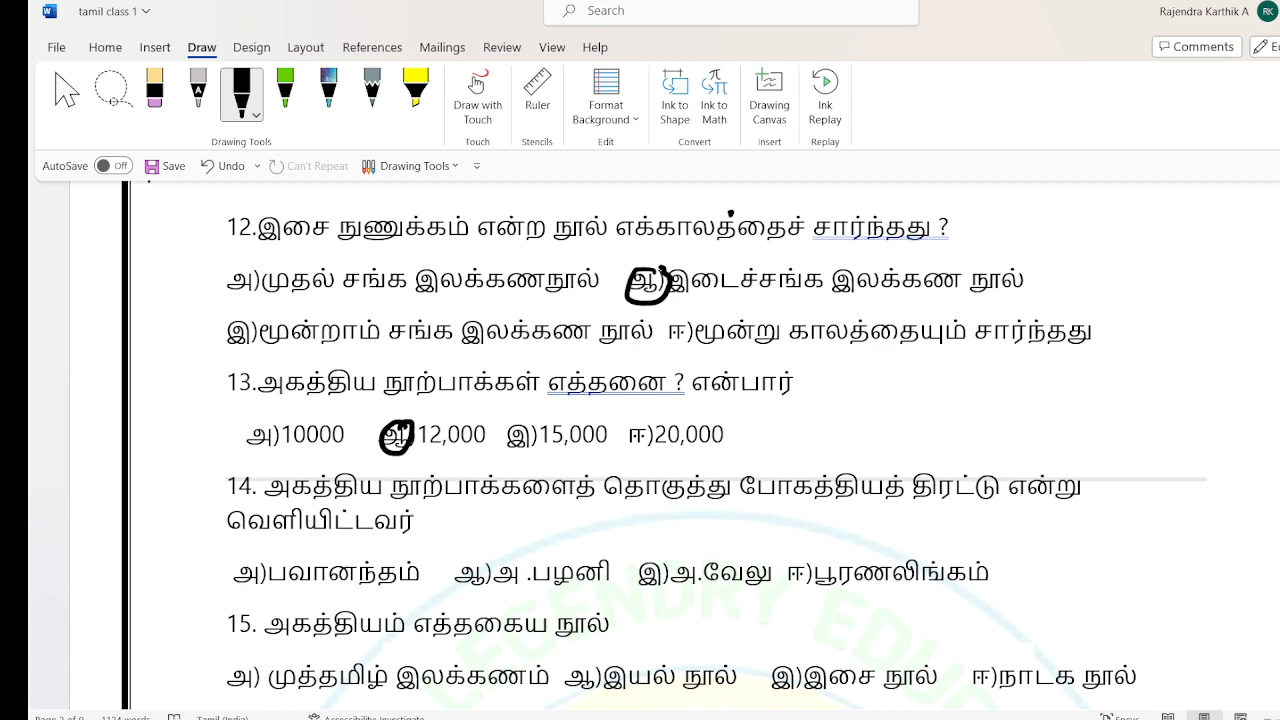 tamil class 1
Search
Rajendra Karthik A RK
File Home Insert Draw Design Layout References Mailings Review View Help
Comments
Draw with Touch Ruler Format Background Ink to Shape Ink to Math Drawing Canvas Ink Replay
Drawing Tools Touch Stencils Edit Convert Insert Replay
AutoSave Off Save Undo Can't Repeat Drawing Tools
12.இசை நுணுக்கம் என்ற நூல் எக்காலத்தைச் சார்ந்தது ?
அ)முதல் சங்க இலக்கணநூல் ஆ)இடைச்சங்க இலக்கண நூல்
இ)மூன்றாம் சங்க இலக்கண நூல் ஈ)மூன்று காலத்தையும் சார்ந்தது
13.அகத்திய நூற்பாக்கள் எத்தனை ? என்பார்
அ)10000 ஆ)12,000 இ)15,000 ஈ)20,000
14. அகத்திய நூற்பாக்களைத் தொகுத்து போகத்தியத் திரட்டு என்று
வெளியிட்டவர்
அ)பவானந்தம் ஆ)அ .பழனி இ)அ.வேலு ஈ)பூரணலிங்கம்
15. அகத்தியம் எத்தகைய நூல்
அ) முத்தமிழ் இலக்கணம் ஆ)இயல் நூல் இ)இசை நூல் ஈ)நாடக நூல்